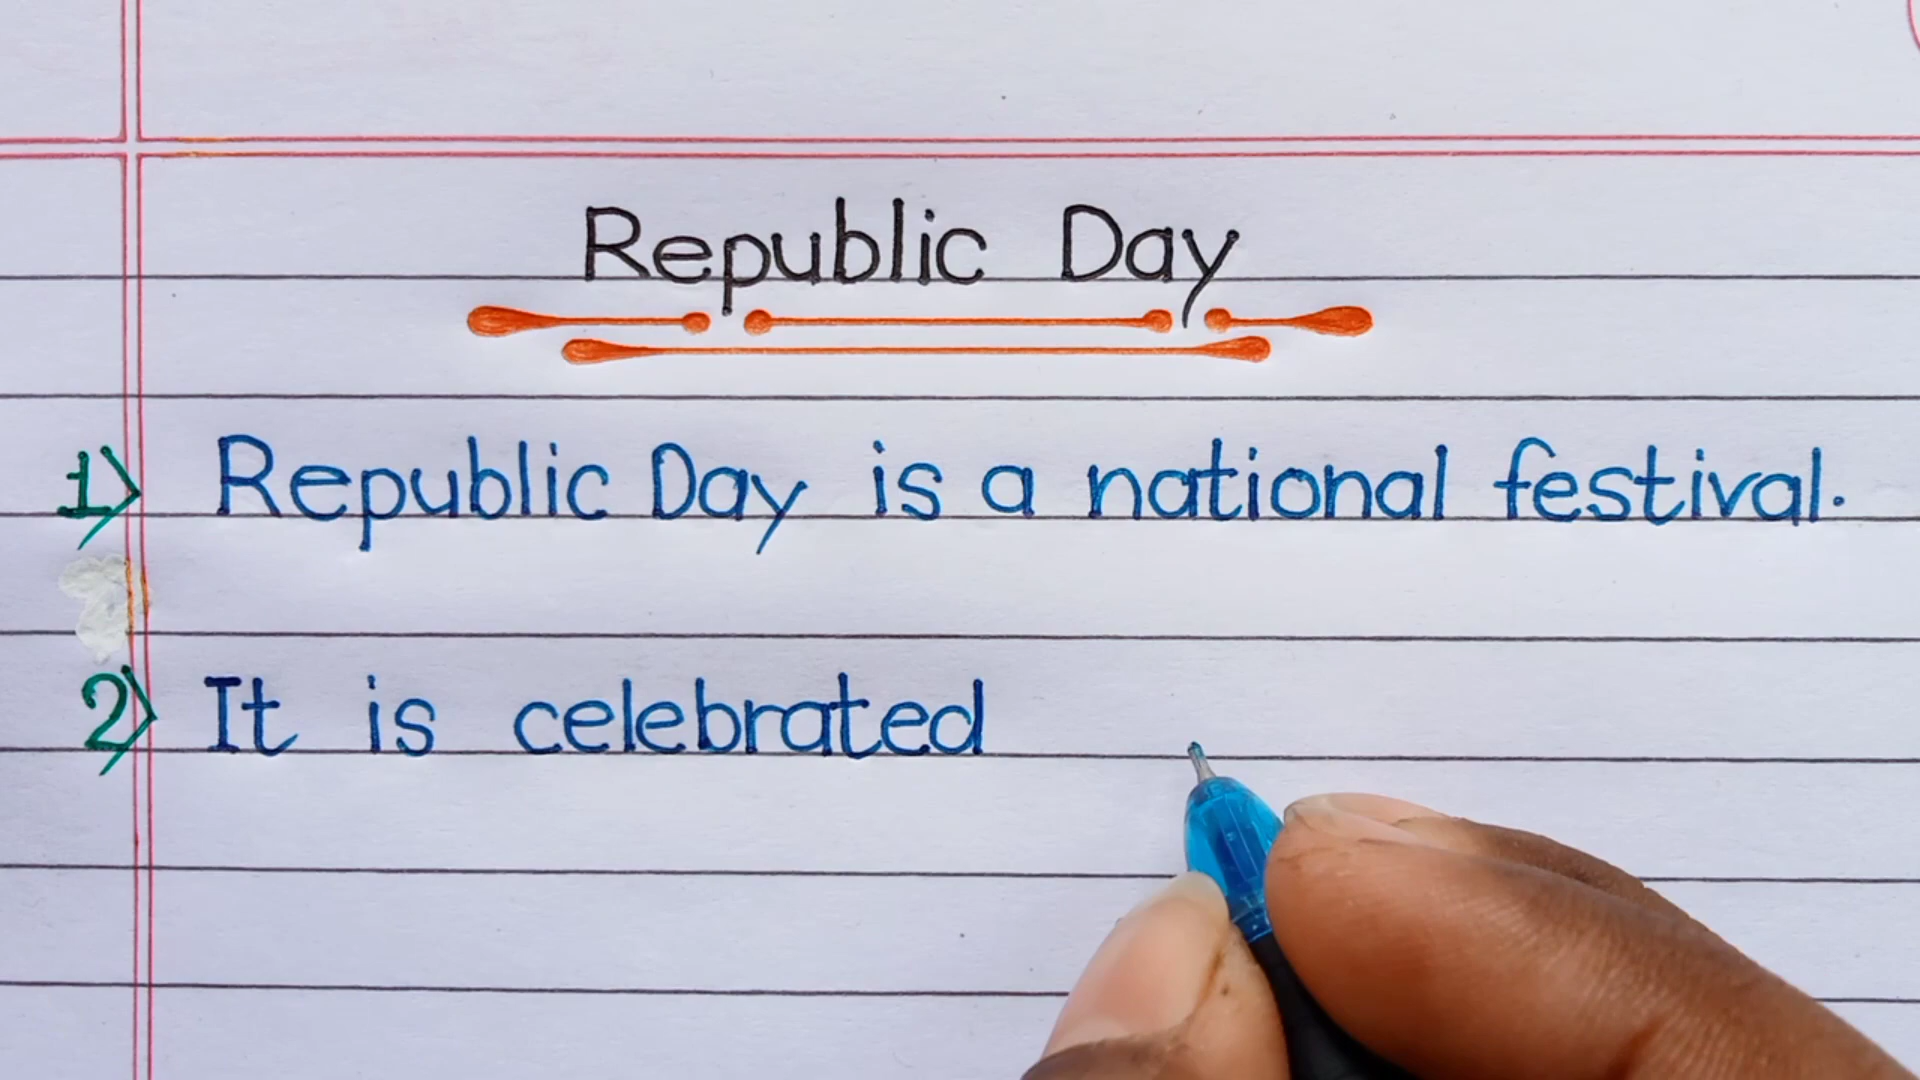 Republic Day
1) Republic Day is a national festival.
2) It is celebrated